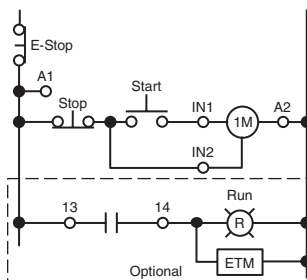 E-Stop
A1
Stop
Start
IN1
1M
A2
IN2
Run
13
14
R
ETM
Optional